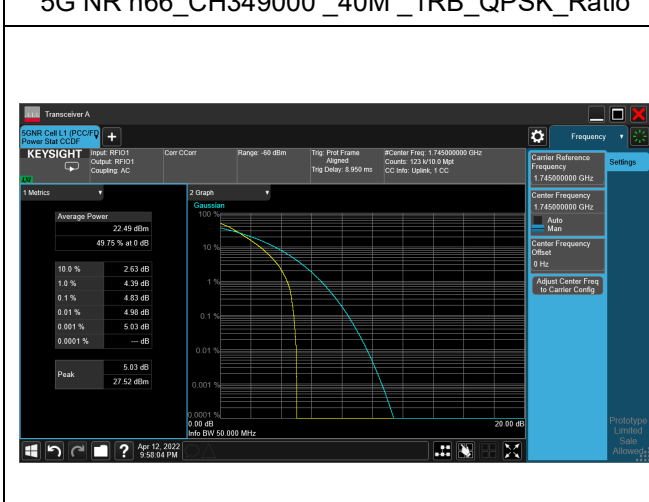 5G NR n66_CH349000 _40M _1RB_QPSK_Ratio
Transceiver A
5GNR Cell L1 (PCC/FD
Power Stat CCDF
+
Frequency
KEYSIGHT
LV
Input: RFIO1
Output: RFIO1
Coupling: AC
Corr CCorr
Range: -60 dBm
Trig: Prot Frame
Aligned
Trig Delay: 8.950 ms
#Center Freq: 1.745000000 GHz
Counts: 123 k/10.0 Mpt
CC Info: Uplink, 1 CC
Carrier Reference
Frequency
1.745000000 GHz
Settings
Center Frequency
1.745000000 GHz
Auto
Man
Center Frequency
Offset
0 Hz
Adjust Center Freq
to Carrier Config
1 Metrics
Average Power
22.49 dBm
49.75 % at 0 dB
10.0 % 2.63 dB
1.0 % 4.39 dB
0.1 % 4.83 dB
0.01 % 4.98 dB
0.001 % 5.03 dB
0.0001 % --- dB
Peak 5.03 dB
27.52 dBm
2 Graph
Gaussian
100 %
10 %
1 %
0.1 %
0.01 %
0.001 %
0.0001 %
0.00 dB 20.00 dB
Info BW 50.000 MHz
Prototype
Limited
Sale
Allowed
? Apr 12, 2022
9:58:04 PM